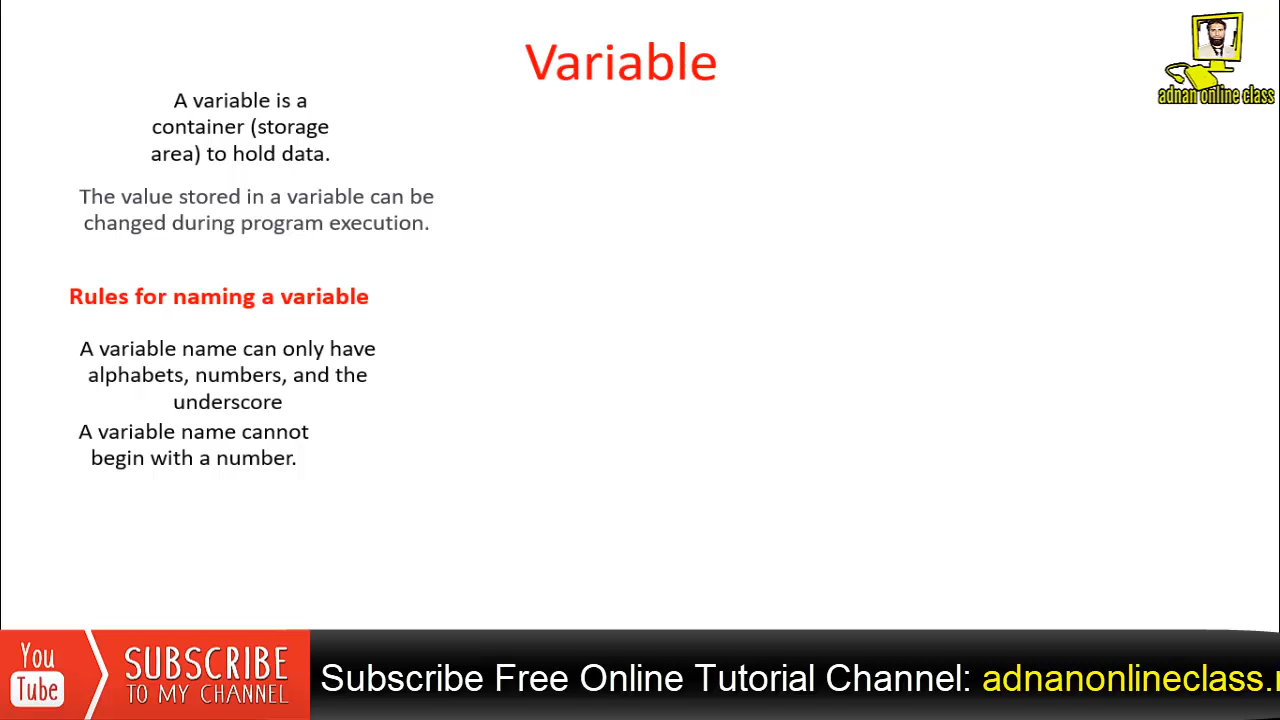 Variable
adnan online class
A variable is a
container (storage
area) to hold data.
The value stored in a variable can be
changed during program execution.
Rules for naming a variable
A variable name can only have
alphabets, numbers, and the
underscore
A variable name cannot
begin with a number.
You
Tube
SUBSCRIBE
TO MY CHANNEL
Subscribe Free Online Tutorial Channel: adnanonlineclass.